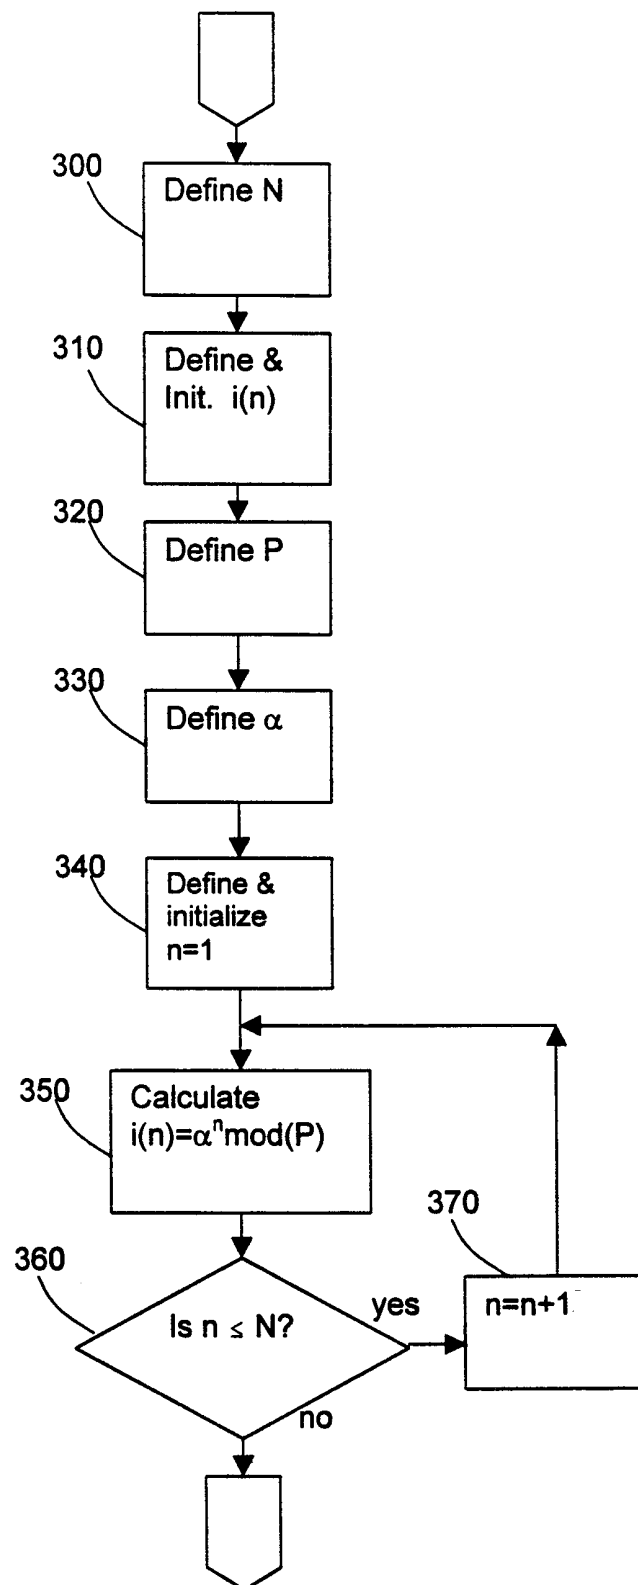 300
Define N
310
Define &
Init. i(n)
320
Define P
330
Define α
340
Define &
initialize
n=1
350
Calculate
i(n)=αⁿmod(P)
360
Is n ≤ N?
yes
370
n=n+1
no